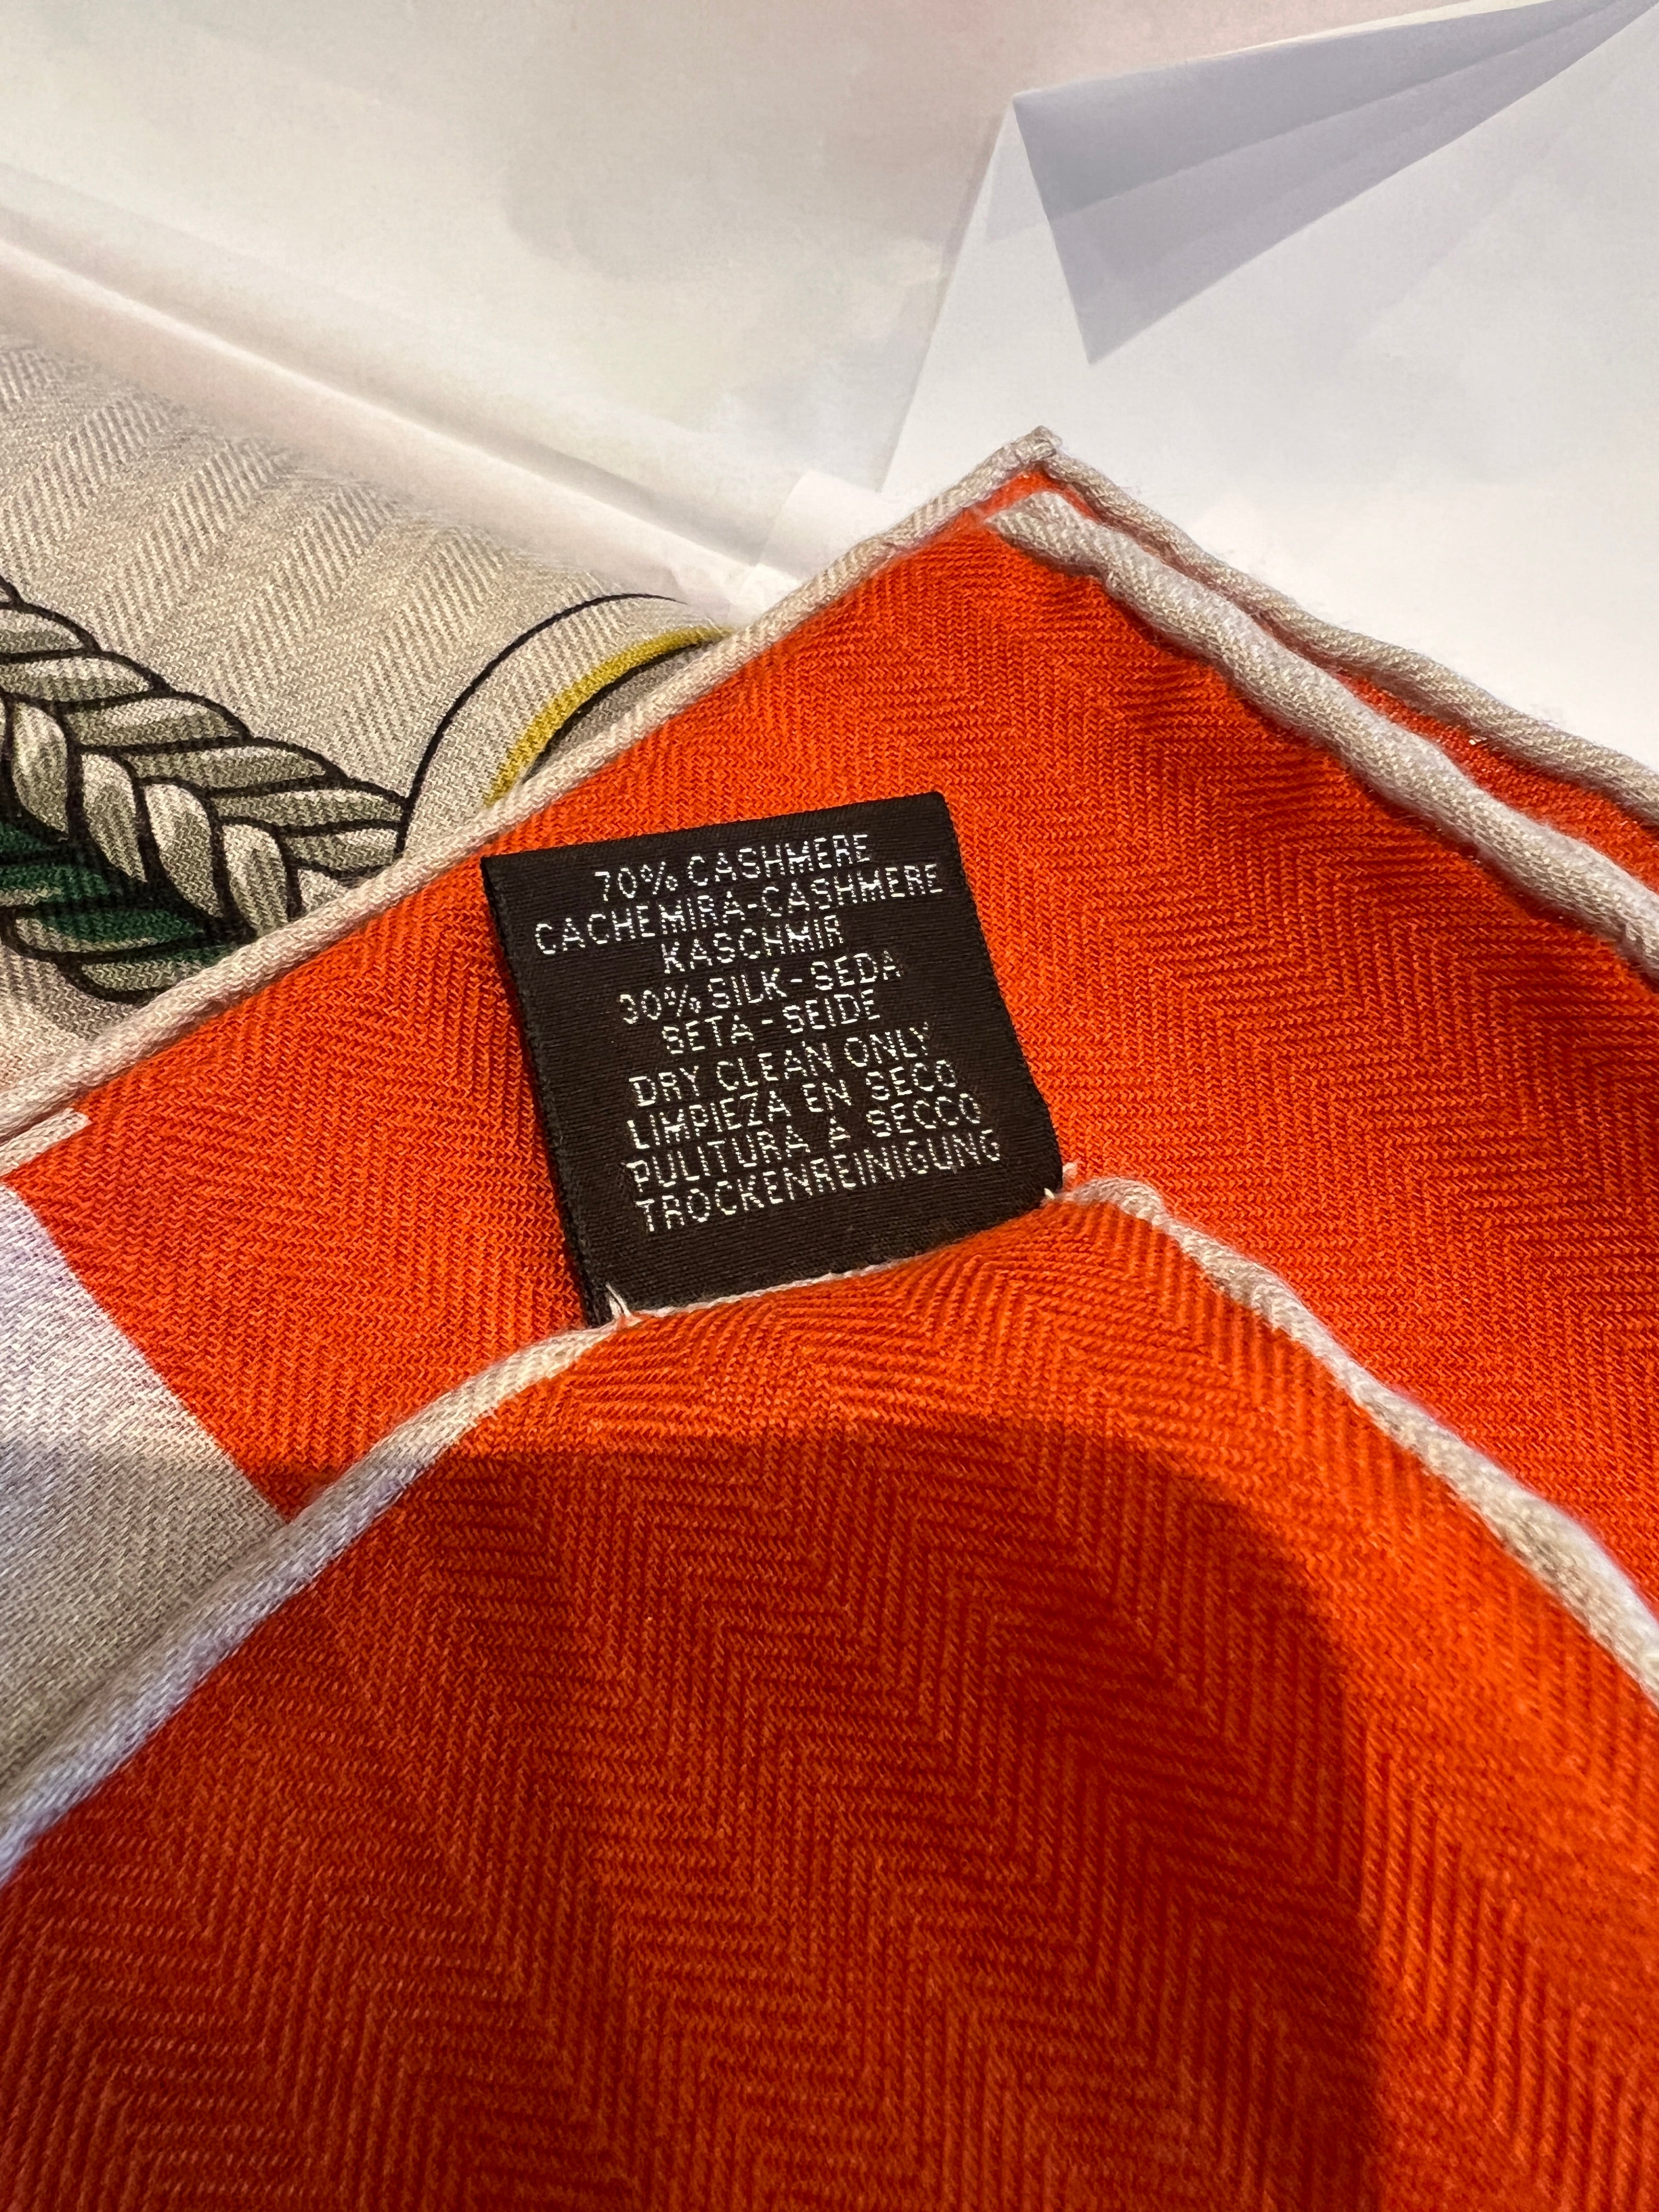 70% CASHMERE
CACHEMIRA-CASHMERE
KASCHMIR
30% SILK - SEDA
SETA - SEIDE
DRY CLEAN ONLY
LIMPIEZA EN SECO
PULITURA A SECCO
TROCKENREINIGUNG